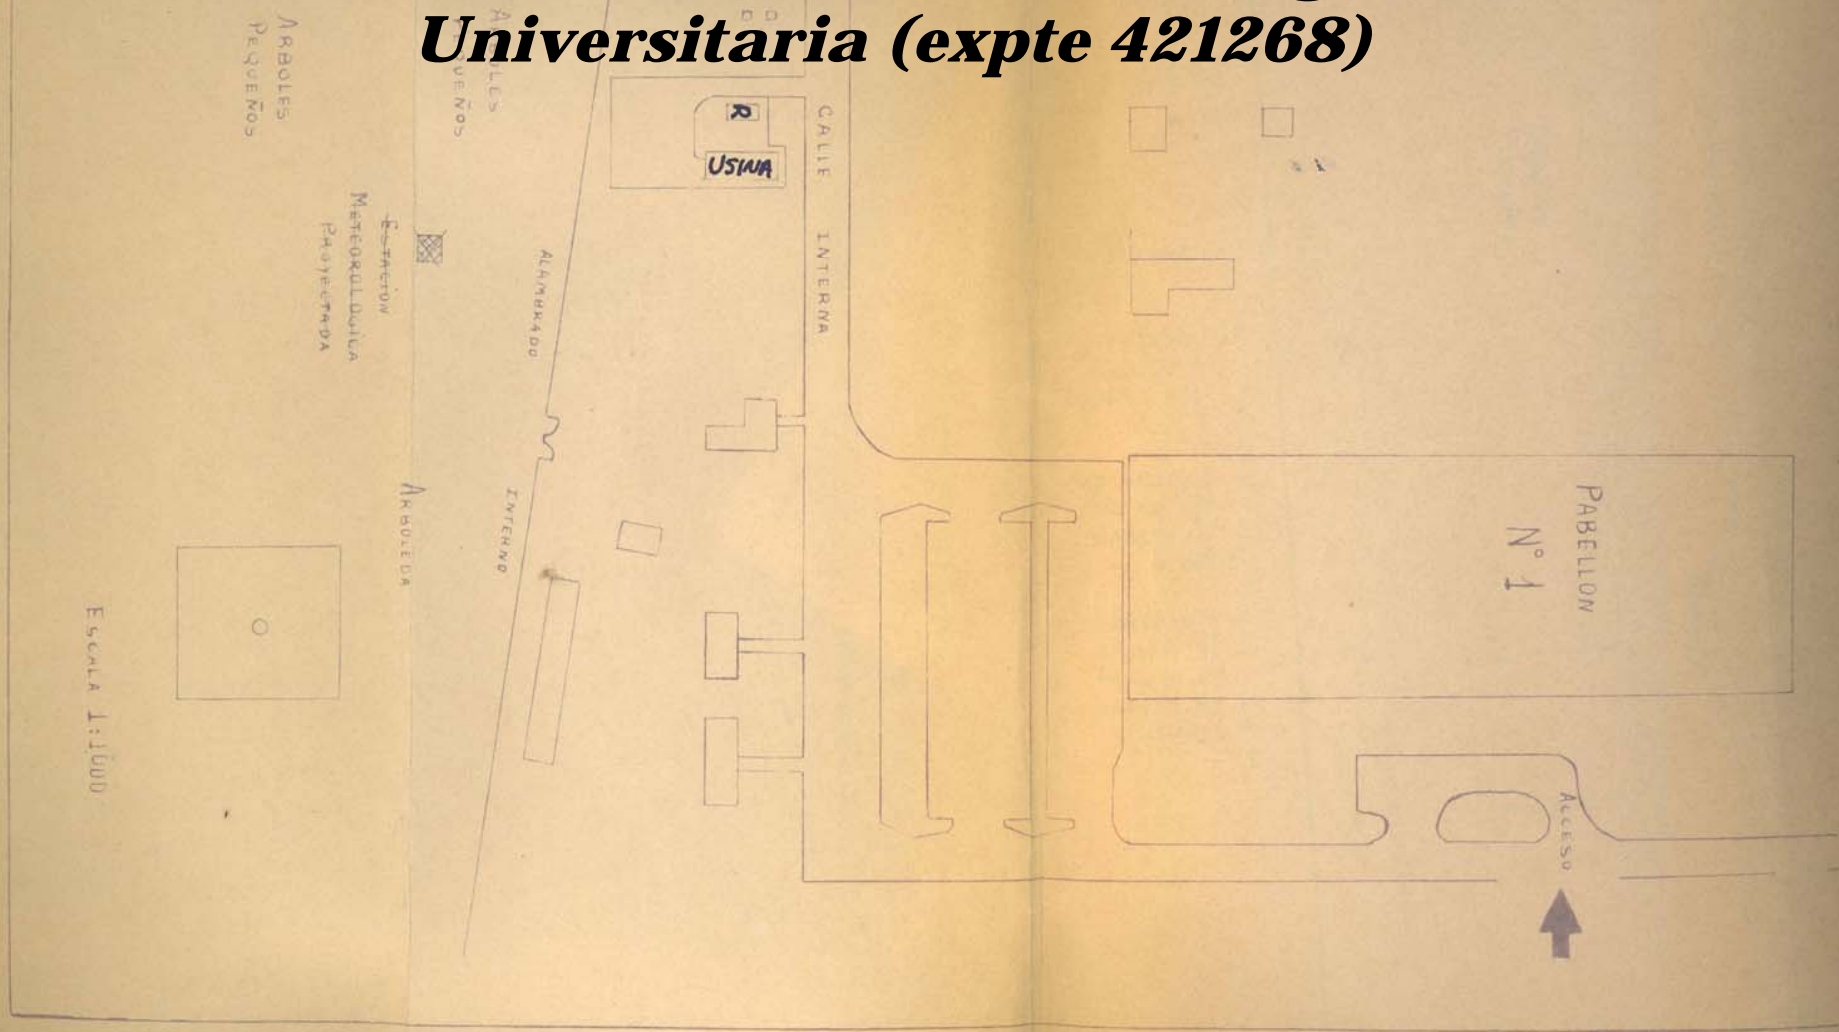 Universitaria (expte 421268)
ARBOLES
PEQUEÑOS
R
USINA
CALLE INTERNA
ESTACION
METEOROLOGICA
PROYECTADA
ALAMBRADO
INTERNO
ARBOLEDA
ESCALA 1:1000
PABELLON
N° 1
ACCESO